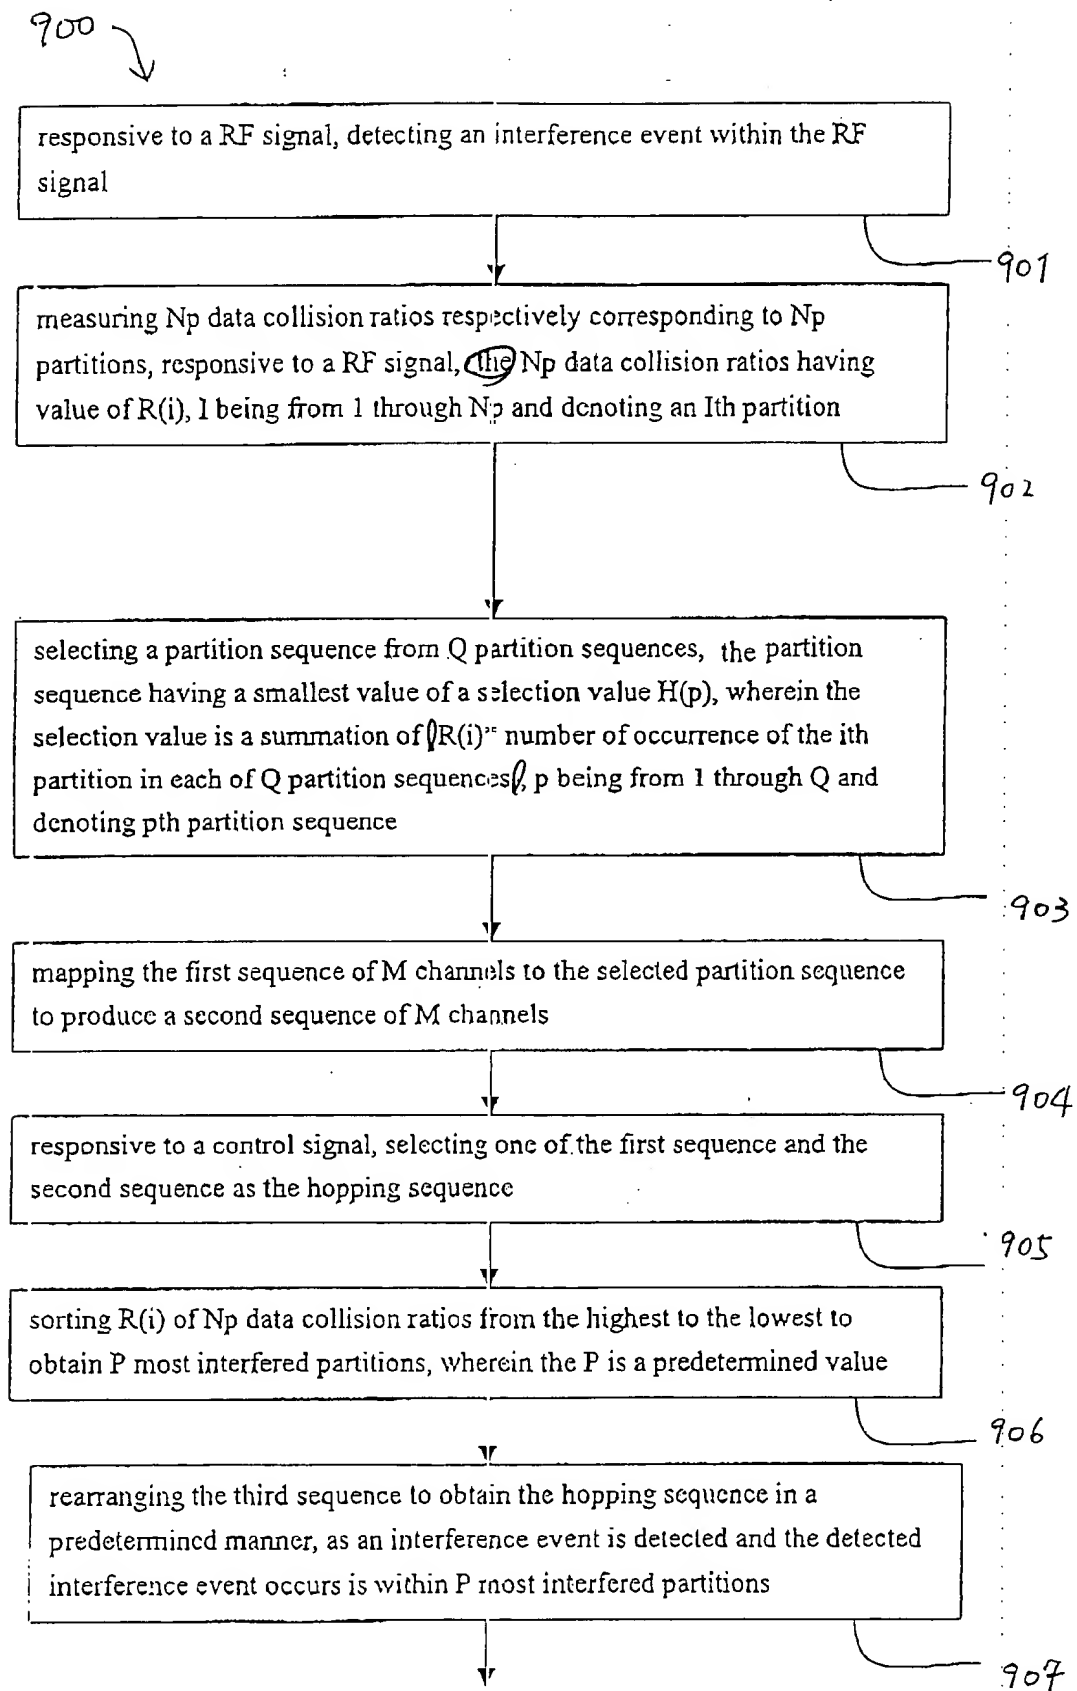 900
responsive to a RF signal, detecting an interference event within the RF
signal
901
measuring Np data collision ratios respectively corresponding to Np
partitions, responsive to a RF signal, the Np data collision ratios having
value of R(i), I being from 1 through Np and denoting an Ith partition
902
selecting a partition sequence from Q partition sequences, the partition
sequence having a smallest value of a selection value H(p), wherein the
selection value is a summation of (R(i)* number of occurrence of the ith
partition in each of Q partition sequences), p being from 1 through Q and
denoting pth partition sequence
903
mapping the first sequence of M channels to the selected partition sequence
to produce a second sequence of M channels
904
responsive to a control signal, selecting one of the first sequence and the
second sequence as the hopping sequence
905
sorting R(i) of Np data collision ratios from the highest to the lowest to
obtain P most interfered partitions, wherein the P is a predetermined value
906
rearranging the third sequence to obtain the hopping sequence in a
predetermined manner, as an interference event is detected and the detected
interference event occurs is within P most interfered partitions
907